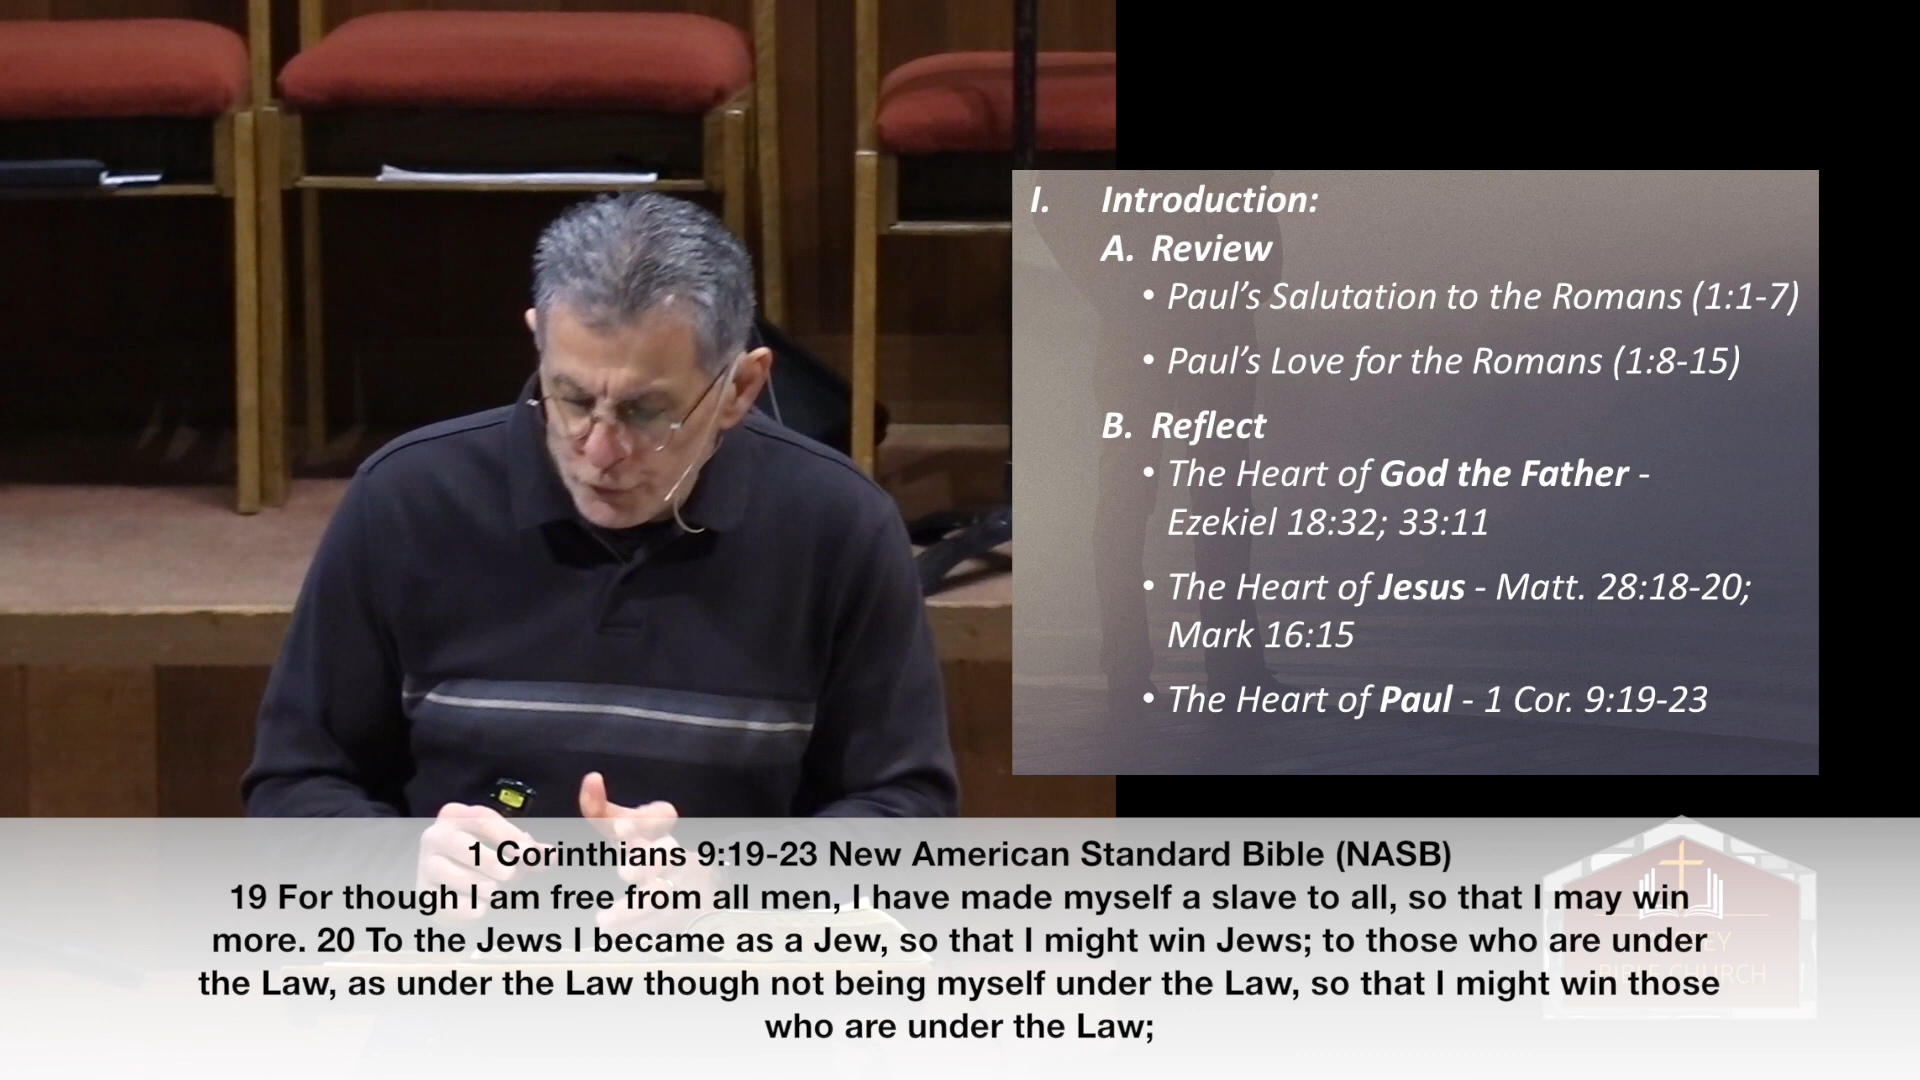 I. Introduction:
A. Review
• Paul’s Salutation to the Romans (1:1-7)
• Paul’s Love for the Romans (1:8-15)
B. Reflect
• The Heart of God the Father -
Ezekiel 18:32; 33:11
• The Heart of Jesus - Matt. 28:18-20;
Mark 16:15
• The Heart of Paul - 1 Cor. 9:19-23
1 Corinthians 9:19-23 New American Standard Bible (NASB)
19 For though I am free from all men, I have made myself a slave to all, so that I may win
more. 20 To the Jews I became as a Jew, so that I might win Jews; to those who are under
the Law, as under the Law though not being myself under the Law, so that I might win those
who are under the Law;
BIBLE CHURCH